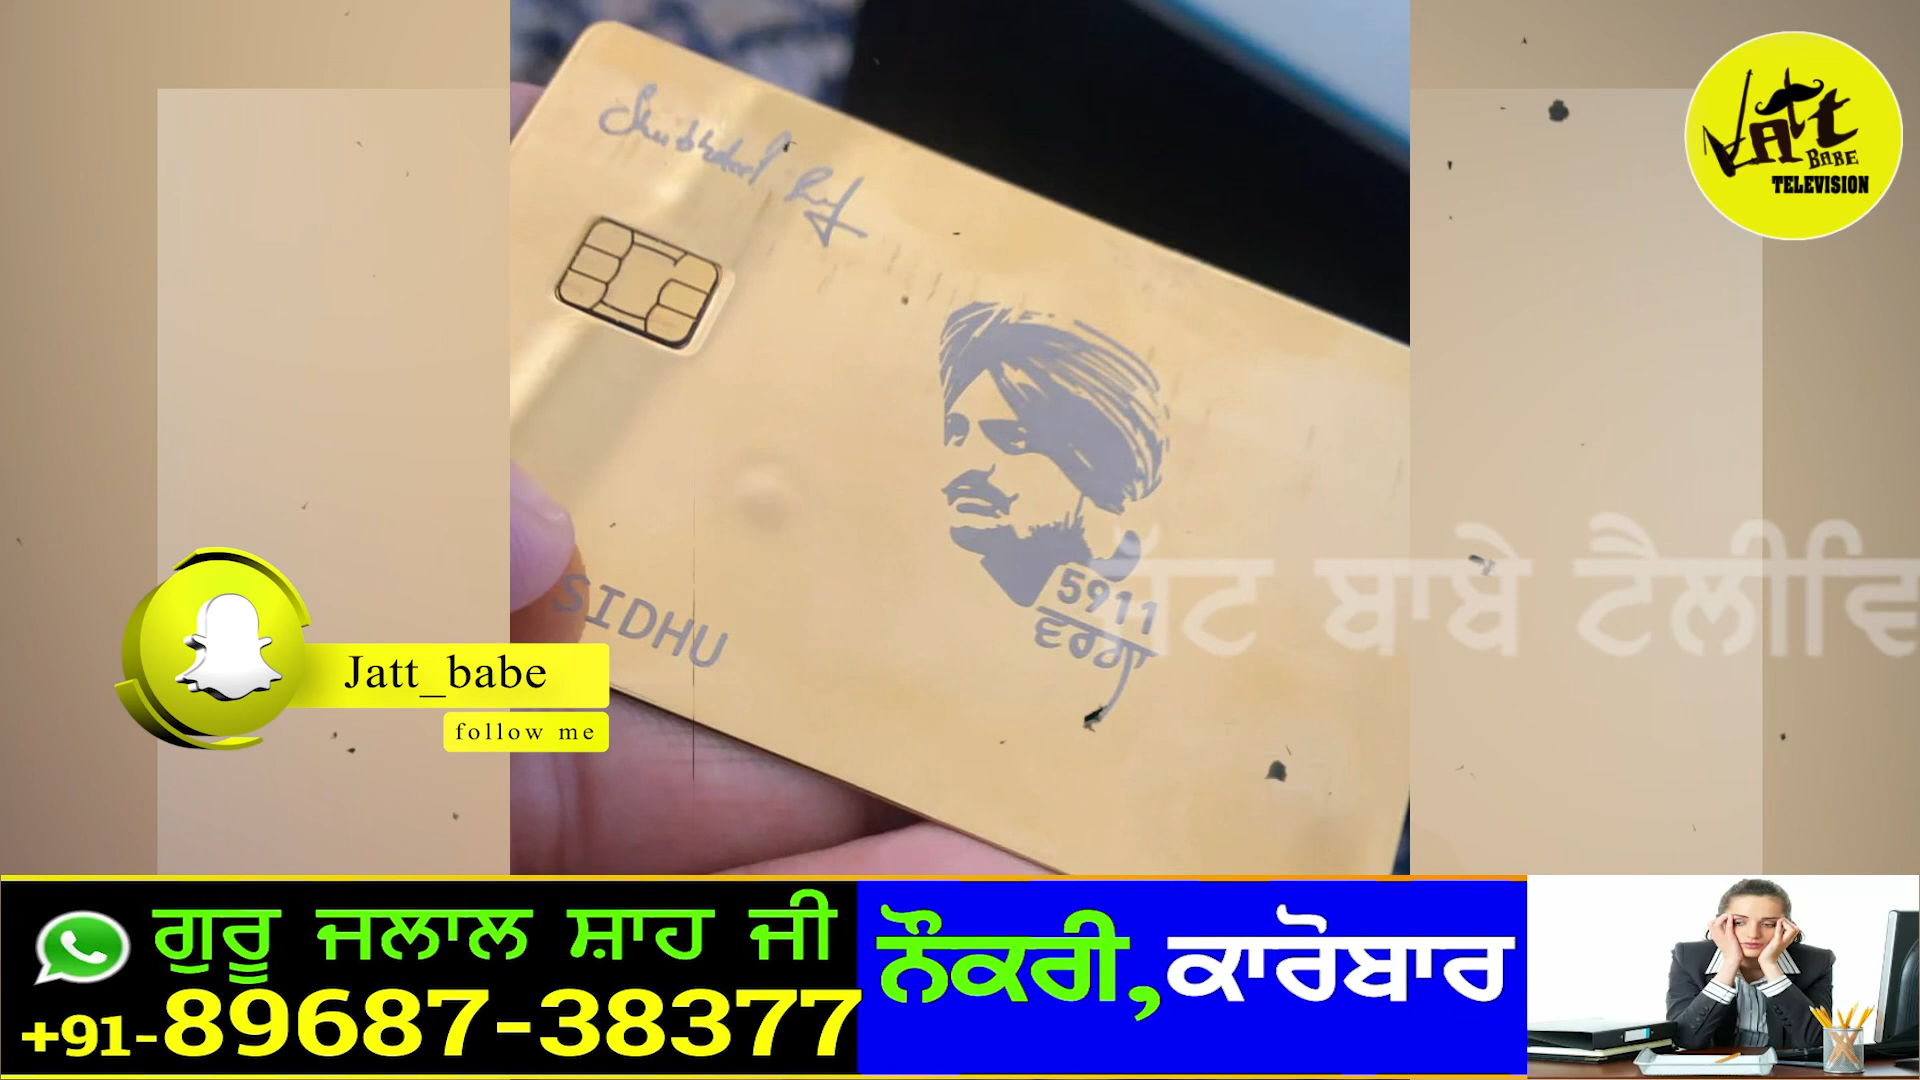 Jatt
BABE
TELEVISION
SIDHU
5911
ਵਰਗਾ
ਬਾਬੇ ਟੈਲੀਵਿ
Jatt_babe
follow me
ਗੁਰੂ ਜਲਾਲ ਸ਼ਾਹ ਜੀ
+91-89687-38377
ਨੌਕਰੀ,ਕਾਰੋਬਾਰ